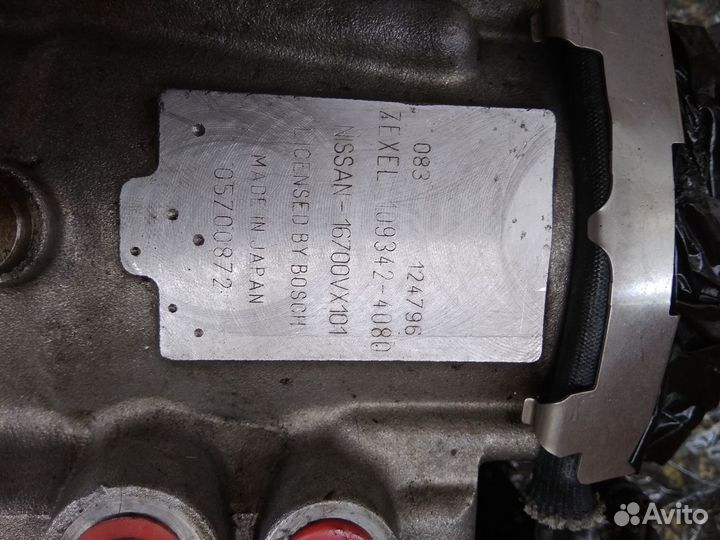 083 124796
ZEXEL 109342-4080
NISSAN-16700VX101
LICENSED BY BOSCH
MADE IN JAPAN
05700872
Avito